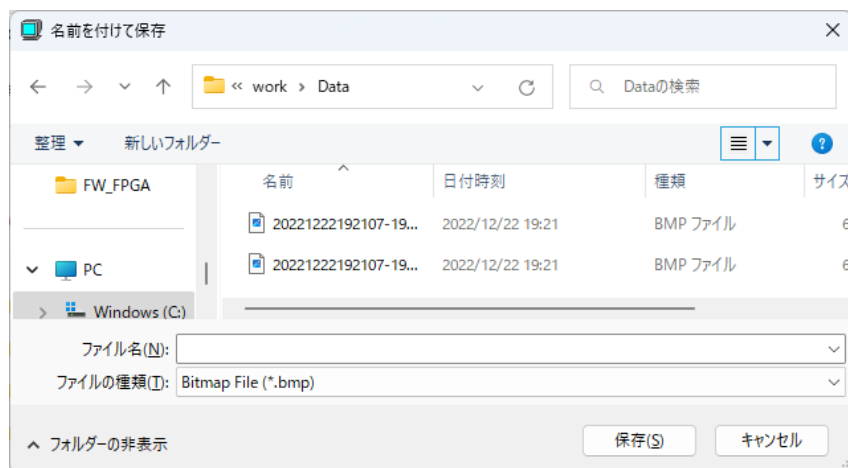 名前を付けて保存
« work › Data
Dataの検索
整理
新しいフォルダー
FW_FPGA
PC
Windows (C:)
名前 日付時刻 種類 サイズ
20221222192107-19... 2022/12/22 19:21 BMP ファイル 6
20221222192107-19... 2022/12/22 19:21 BMP ファイル 6
ファイル名(N):
ファイルの種類(T): Bitmap File (*.bmp)
フォルダーの非表示
保存(S)
キャンセル